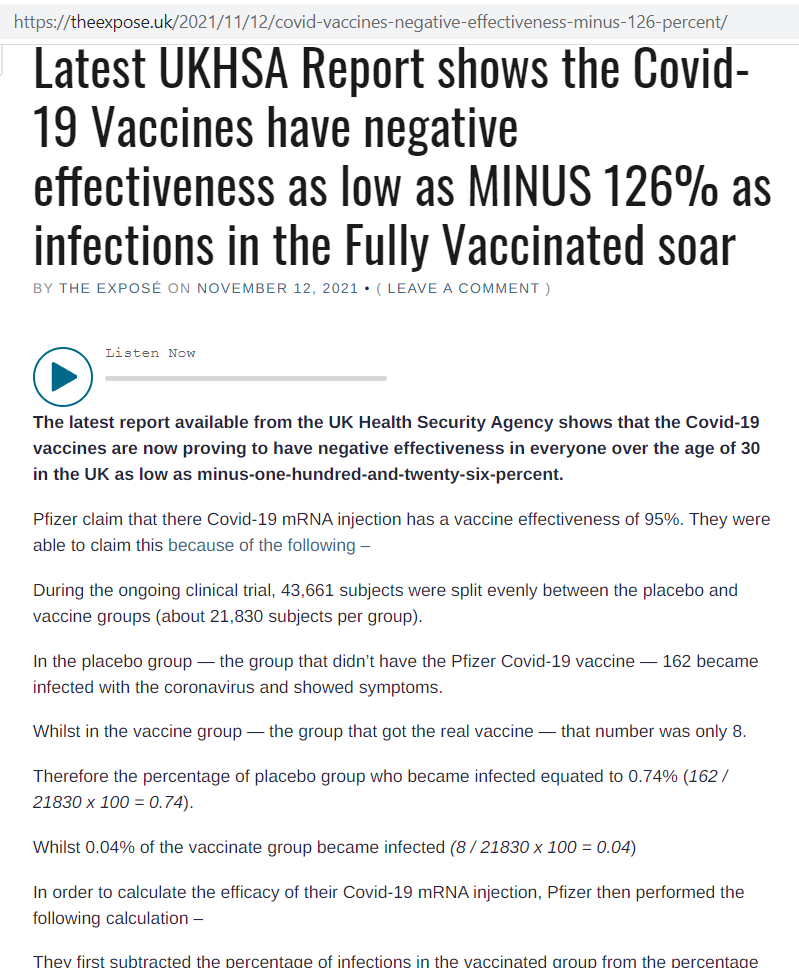 https://theexpose.uk/2021/11/12/covid-vaccines-negative-effectiveness-minus-126-percent/
Latest UKHSA Report shows the Covid-
19 Vaccines have negative
effectiveness as low as MINUS 126% as
infections in the Fully Vaccinated soar
BY THE EXPOSÉ ON NOVEMBER 12, 2021 • ( LEAVE A COMMENT )
Listen Now
The latest report available from the UK Health Security Agency shows that the Covid-19
vaccines are now proving to have negative effectiveness in everyone over the age of 30
in the UK as low as minus-one-hundred-and-twenty-six-percent.
Pfizer claim that there Covid-19 mRNA injection has a vaccine effectiveness of 95%. They were
able to claim this because of the following –
During the ongoing clinical trial, 43,661 subjects were split evenly between the placebo and
vaccine groups (about 21,830 subjects per group).
In the placebo group — the group that didn’t have the Pfizer Covid-19 vaccine — 162 became
infected with the coronavirus and showed symptoms.
Whilst in the vaccine group — the group that got the real vaccine — that number was only 8.
Therefore the percentage of placebo group who became infected equated to 0.74% (162 /
21830 x 100 = 0.74).
Whilst 0.04% of the vaccinate group became infected (8 / 21830 x 100 = 0.04)
In order to calculate the efficacy of their Covid-19 mRNA injection, Pfizer then performed the
following calculation –
They first subtracted the percentage of infections in the vaccinated group from the percentage